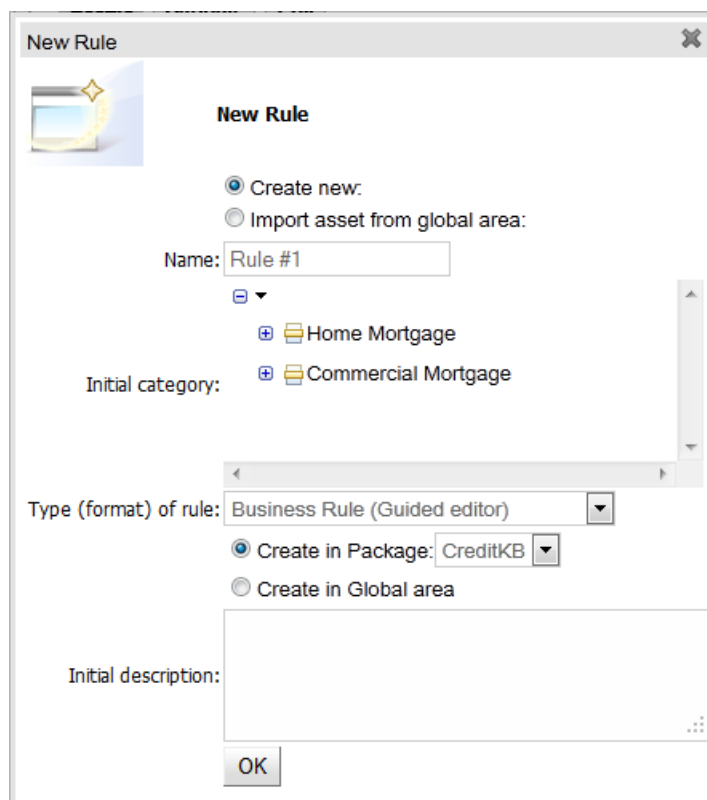 New Rule
New Rule
Create new:
Import asset from global area:
Name: Rule #1
Home Mortgage
Commercial Mortgage
Initial category:
Type (format) of rule: Business Rule (Guided editor)
Create in Package: CreditKB
Create in Global area
Initial description:
OK